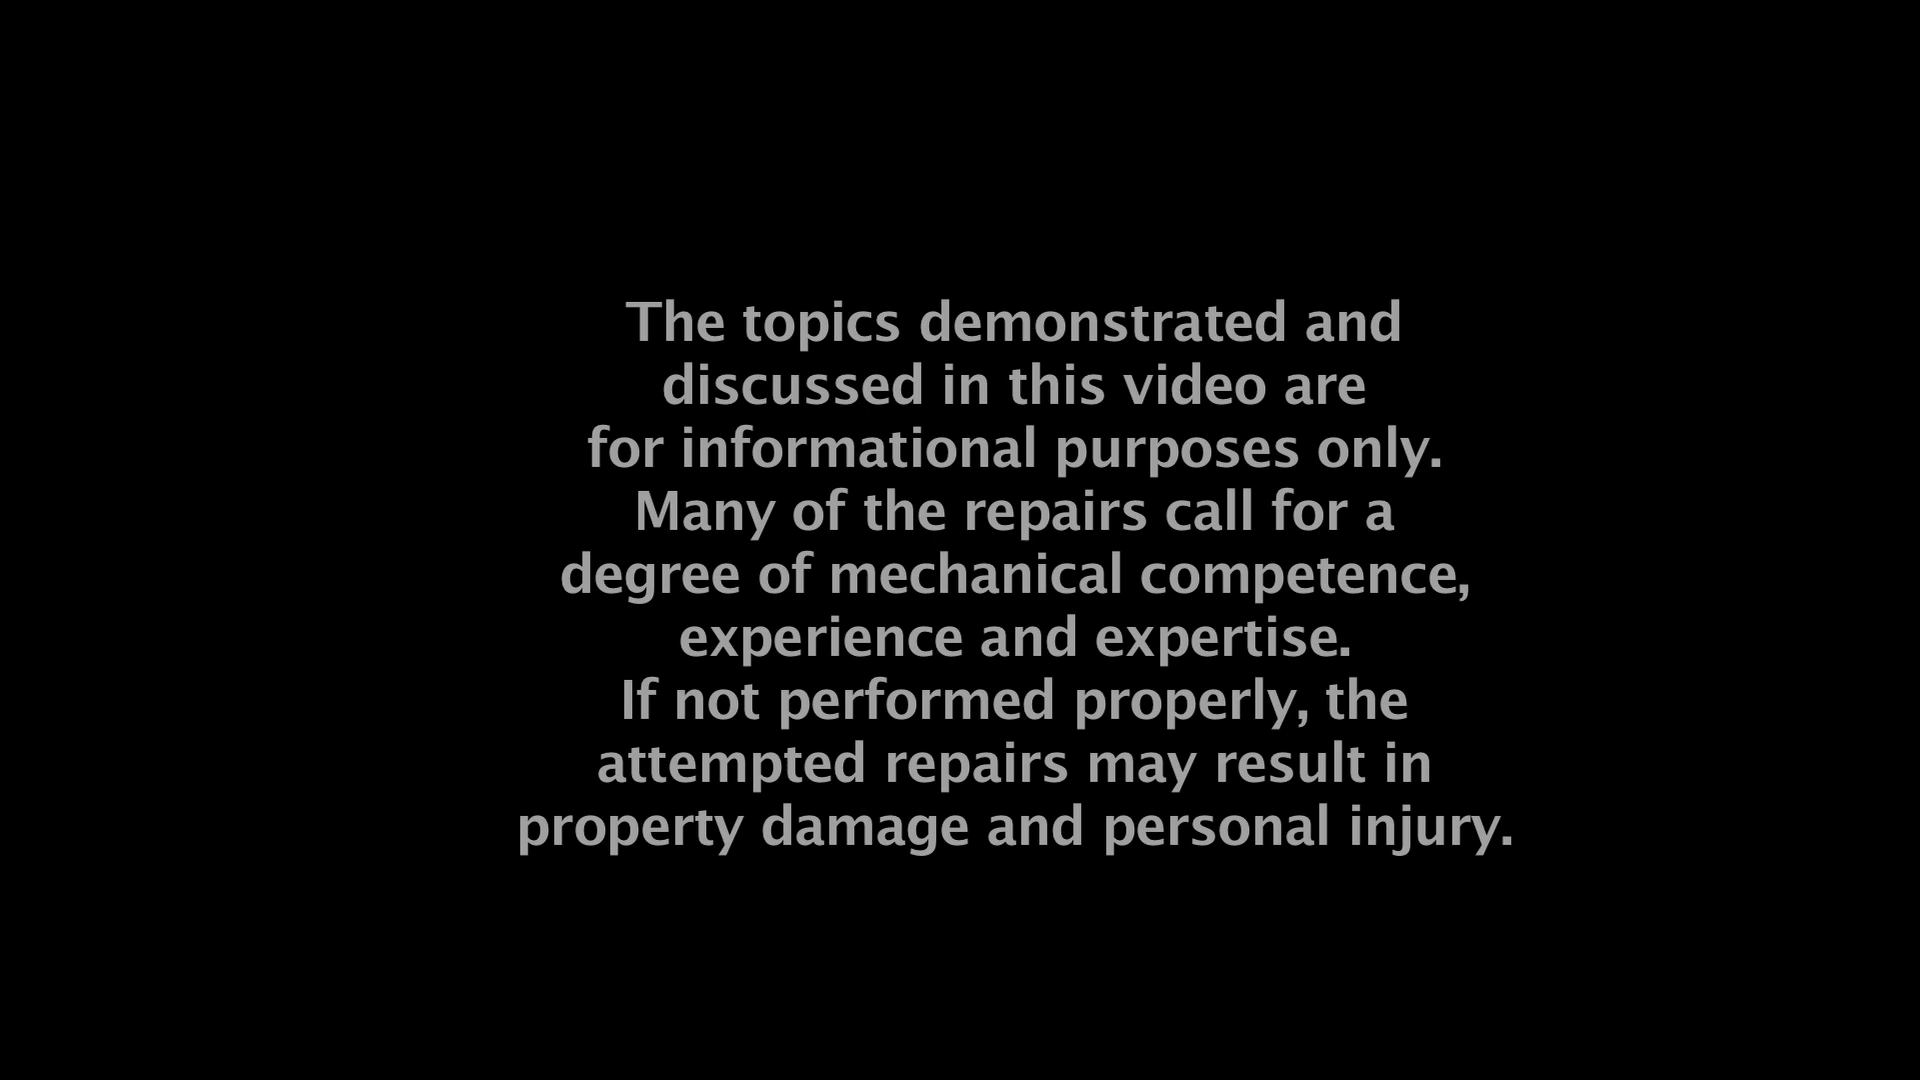 The topics demonstrated and
discussed in this video are
for informational purposes only.
Many of the repairs call for a
degree of mechanical competence,
experience and expertise.
If not performed properly, the
attempted repairs may result in
property damage and personal injury.